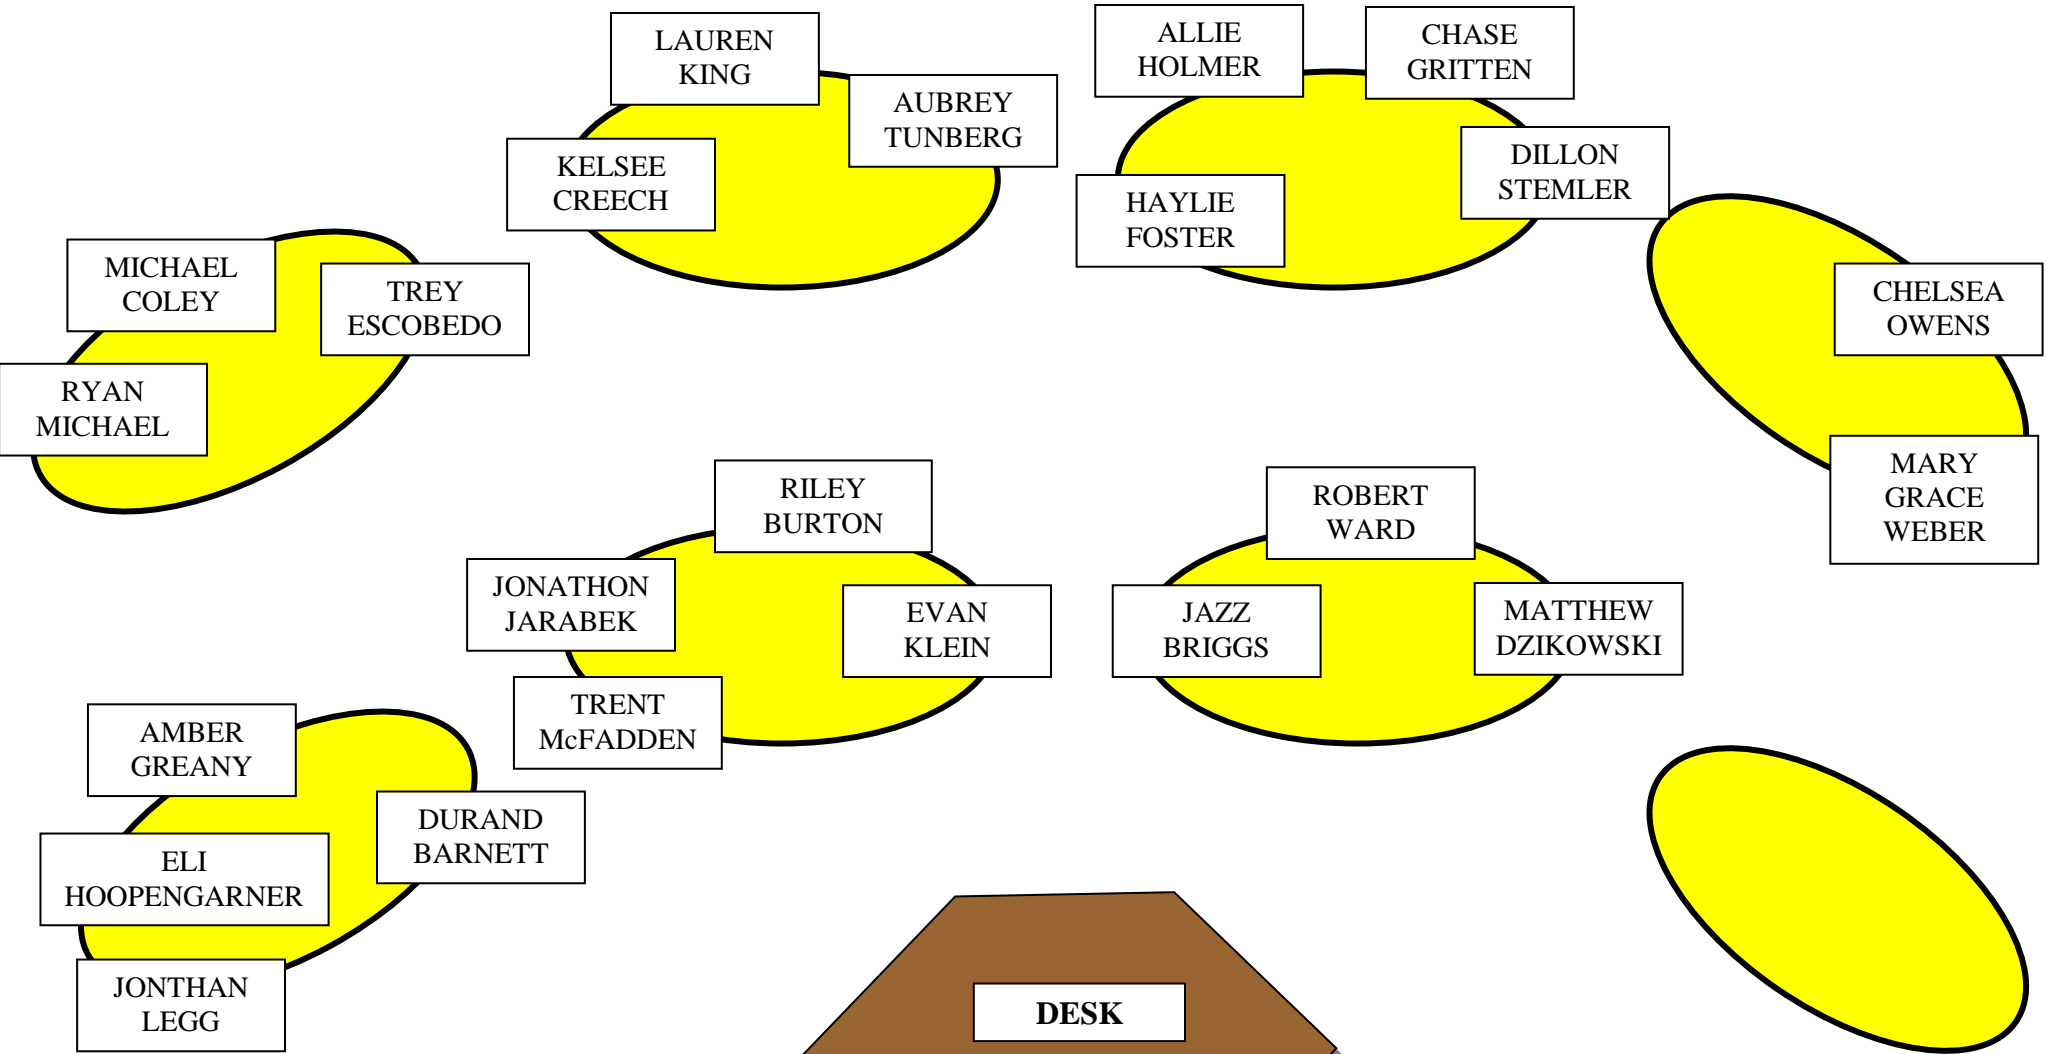 LAUREN
KING
AUBREY
TUNBERG
KELSEE
CREECH
ALLIE
HOLMER
CHASE
GRITTEN
DILLON
STEMLER
HAYLIE
FOSTER
MICHAEL
COLEY
TREY
ESCOBEDO
RYAN
MICHAEL
CHELSEA
OWENS
MARY
GRACE
WEBER
RILEY
BURTON
JONATHON
JARABEK
EVAN
KLEIN
TRENT
McFADDEN
ROBERT
WARD
JAZZ
BRIGGS
MATTHEW
DZIKOWSKI
AMBER
GREANY
DURAND
BARNETT
ELI
HOOPENGARNER
JONTHAN
LEGG
DESK